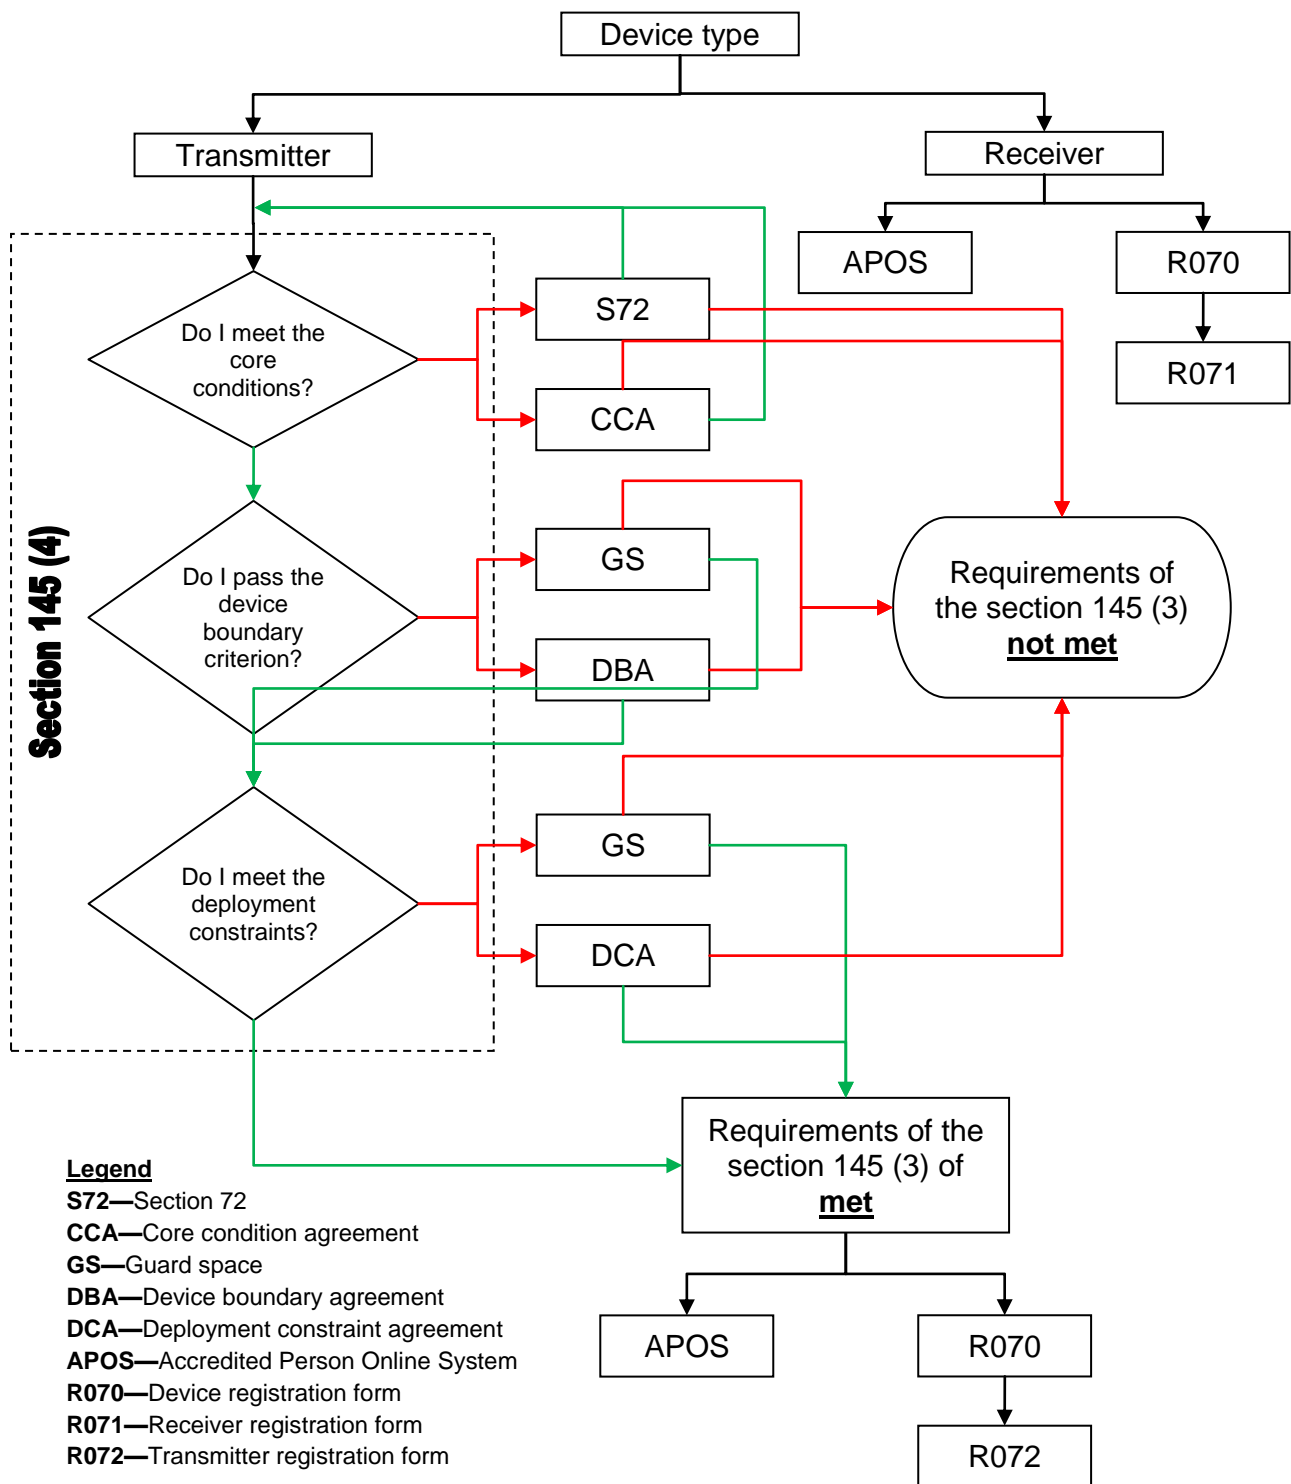 Device type
Transmitter
Receiver
APOS
R070
R071
Section 145 (4)
Do I meet the
core
conditions?
S72
CCA
Do I pass the
device
boundary
criterion?
GS
DBA
Requirements of
the section 145 (3)
not met
Do I meet the
deployment
constraints?
GS
DCA
Requirements of the
section 145 (3) of
met
APOS
R070
R072
Legend
S72—Section 72
CCA—Core condition agreement
GS—Guard space
DBA—Device boundary agreement
DCA—Deployment constraint agreement
APOS—Accredited Person Online System
R070—Device registration form
R071—Receiver registration form
R072—Transmitter registration form